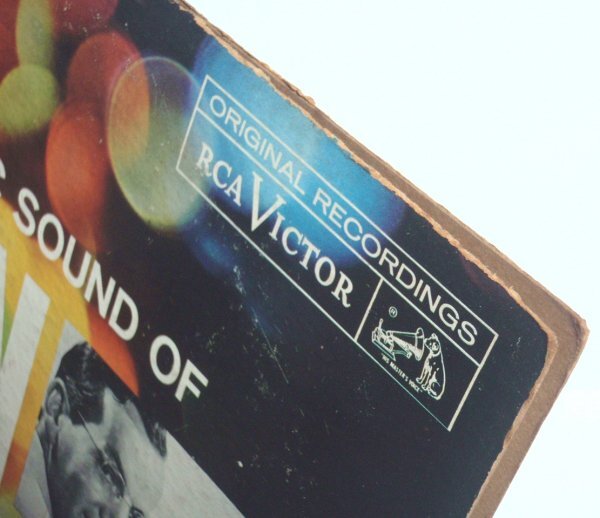 ORIGINAL RECORDINGS
RCA VICTOR
®
"HIS MASTER'S VOICE"
SOUND OF